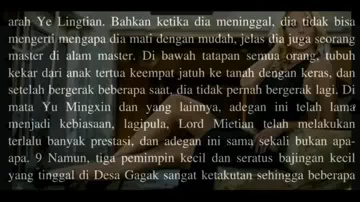 arah Ye Lingtian. Bahkan ketika dia meninggal, dia tidak bisa
mengerti mengapa dia mati dengan mudah, jelas dia juga seorang
master di alam master. Di bawah tatapan semua orang, tubuh
kekar dari anak tertua keempat jatuh ke tanah dengan keras, dan
setelah bergerak beberapa saat, dia tidak pernah bergerak lagi. Di
mata Yu Mingxin dan yang lainnya, adegan ini telah lama
menjadi kebiasaan, lagipula, Lord Mietian telah melakukan
terlalu banyak prestasi, dan adegan ini sama sekali bukan apa-
apa. 9 Namun, tiga pemimpin kecil dan seratus bajingan kecil
yang tinggal di Desa Gagak sangat ketakutan sehingga beberapa